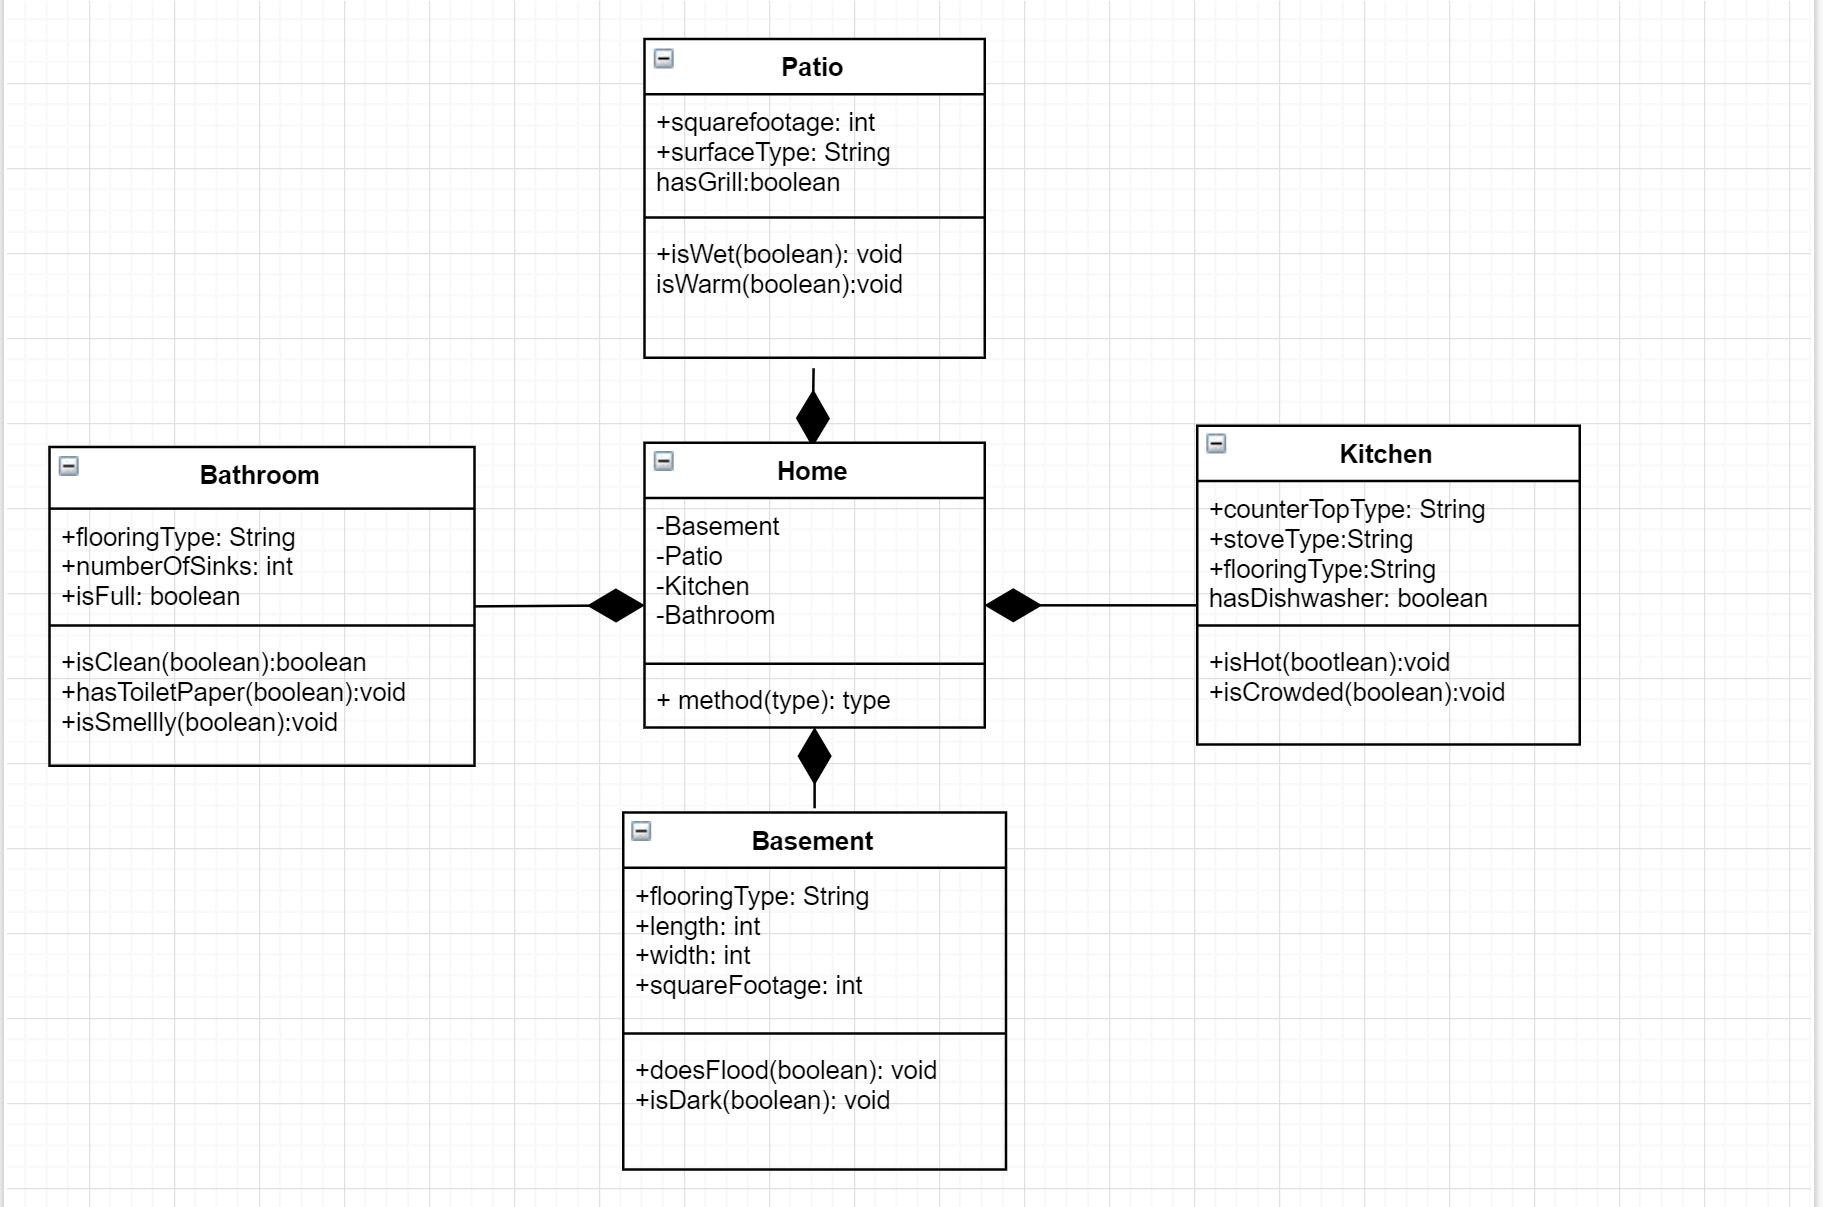 Patio
+squarefootage: int
+surfaceType: String
hasGrill:boolean
+isWet(boolean): void
isWarm(boolean):void
Bathroom
+flooringType: String
+numberOfSinks: int
+isFull: boolean
+isClean(boolean):boolean
+hasToiletPaper(boolean):void
+isSmellly(boolean):void
Home
-Basement
-Patio
-Kitchen
-Bathroom
+ method(type): type
Kitchen
+counterTopType: String
+stoveType:String
+flooringType:String
hasDishwasher: boolean
+isHot(bootlean):void
+isCrowded(boolean):void
Basement
+flooringType: String
+length: int
+width: int
+squareFootage: int
+doesFlood(boolean): void
+isDark(boolean): void